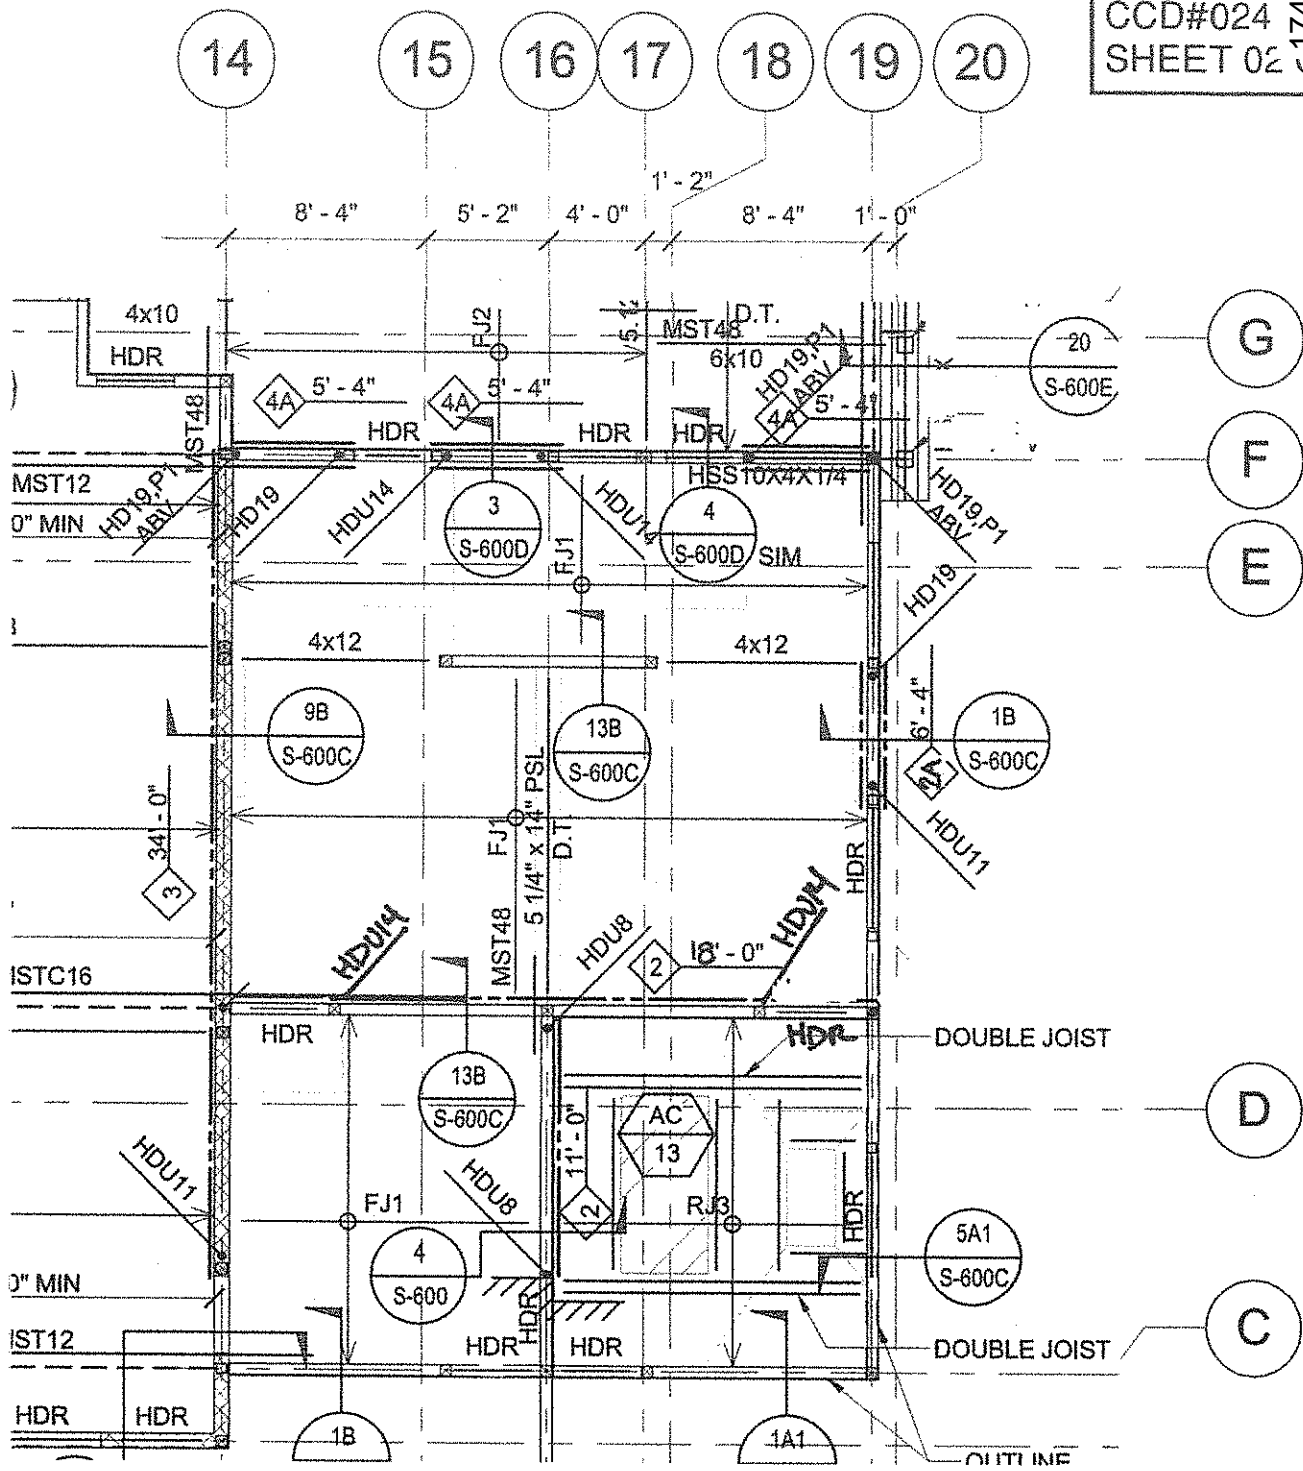 CCD#024
SHEET 02
174
14 15 16 17 18 19 20
1' - 2"
8' - 4" 5' - 2" 4' - 0" 8' - 4" 1' - 0"
4x10
HDR
FJ2
D.T.
MST48
6x10
HD19,P1
ABV
20
S-600E
G
MST48
4A 5' - 4"
4A 5' - 4"
4A 5' - 4"
HDR
HDR
HDR
HSS10X4X1/4
F
MST12
0" MIN
HD19,P1
ABV
HD19
HDU14
3
S-600D
HDU14
4
S-600D
SIM
HD19,P1
ABV
E
FJ1
HD19
4x12
4x12
9B
S-600C
13B
S-600C
6' - 4"
2A
1B
S-600C
34' - 0"
3
FJ1
5 1/4" x 14" PSL
D.T.
HDR
HDU11
MST48
HDU14
HDU8
2
18' - 0"
HDU14
ISTC16
HDR
HDR
DOUBLE JOIST
13B
S-600C
11' - 0"
2
AC
13
D
HDU11
FJ1
HDU8
RJ3
HDR
4
S-600
5A1
S-600C
0" MIN
HDR
C
IST12
HDR
HDR
DOUBLE JOIST
HDR
HDR
1B
1A1
OUTLINE